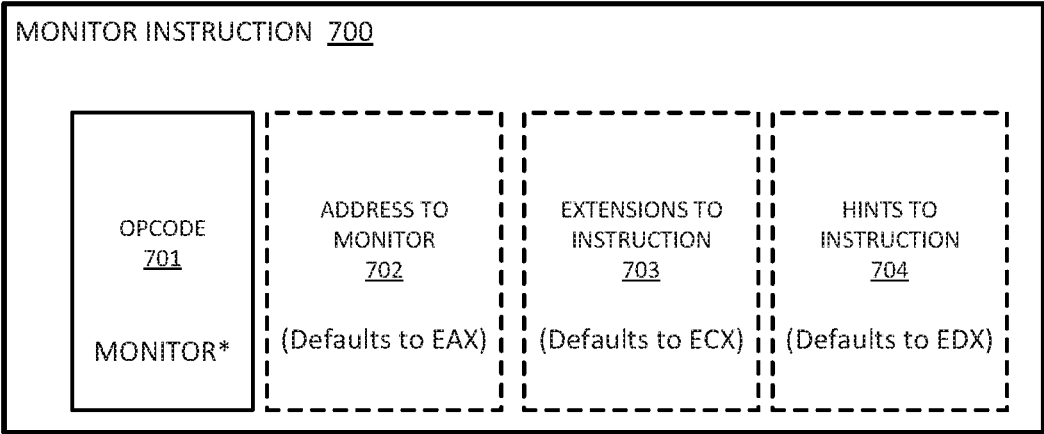 MONITOR INSTRUCTION 700
OPCODE
701
MONITOR*
ADDRESS TO
MONITOR
702
(Defaults to EAX)
EXTENSIONS TO
INSTRUCTION
703
(Defaults to ECX)
HINTS TO
INSTRUCTION
704
(Defaults to EDX)